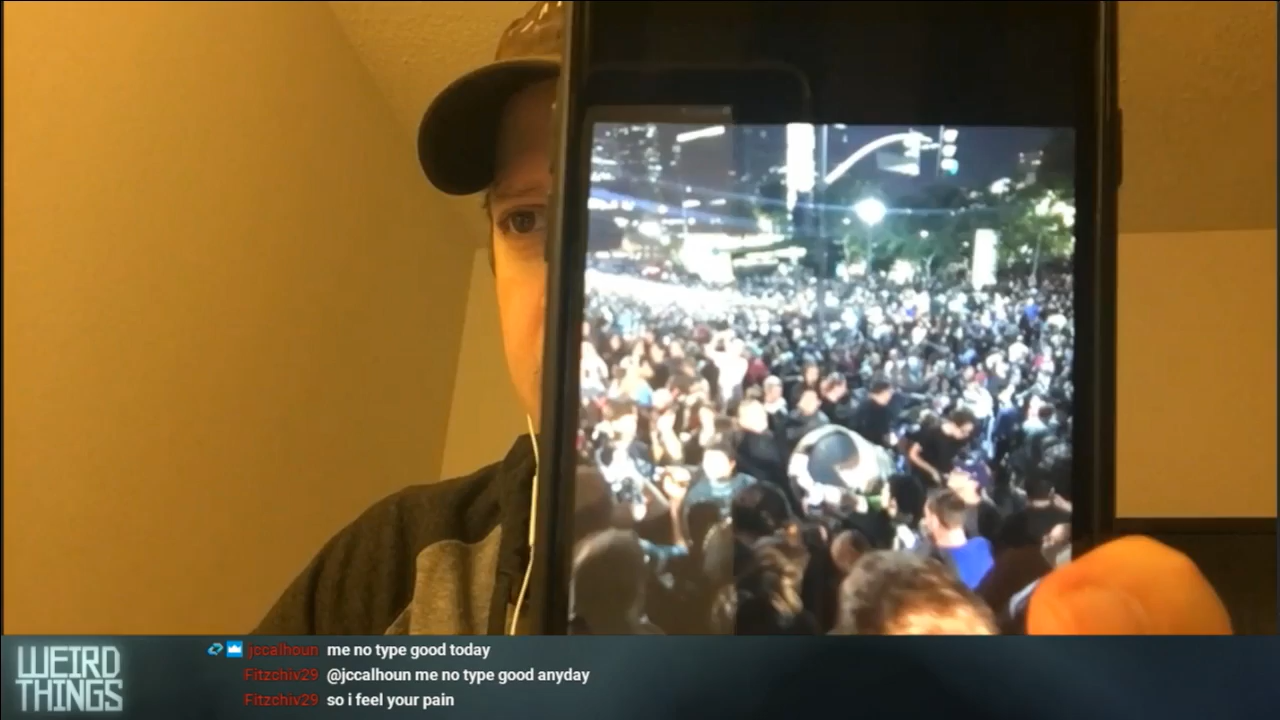 WEIRD
THINGS
jccalhoun me no type good today
Fitzchiv29 @jccalhoun me no type good anyday
Fitzchiv29 so i feel your pain